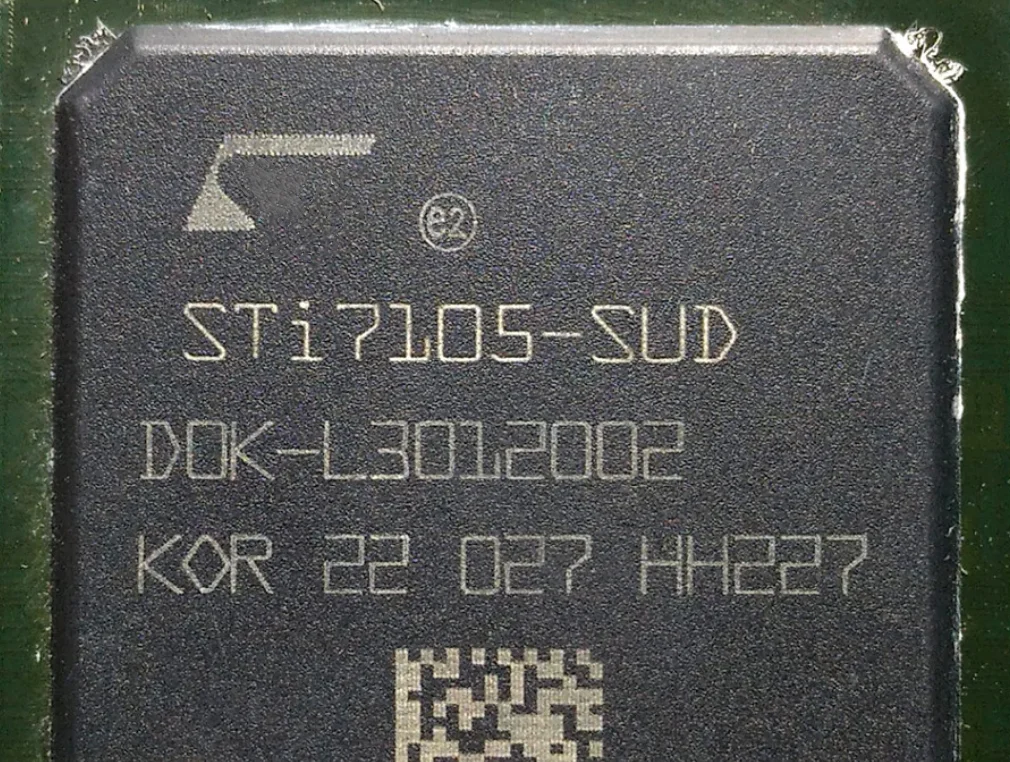 e2
STi7105-SUD
DOK-L3012002
KOR 22 027 HH227